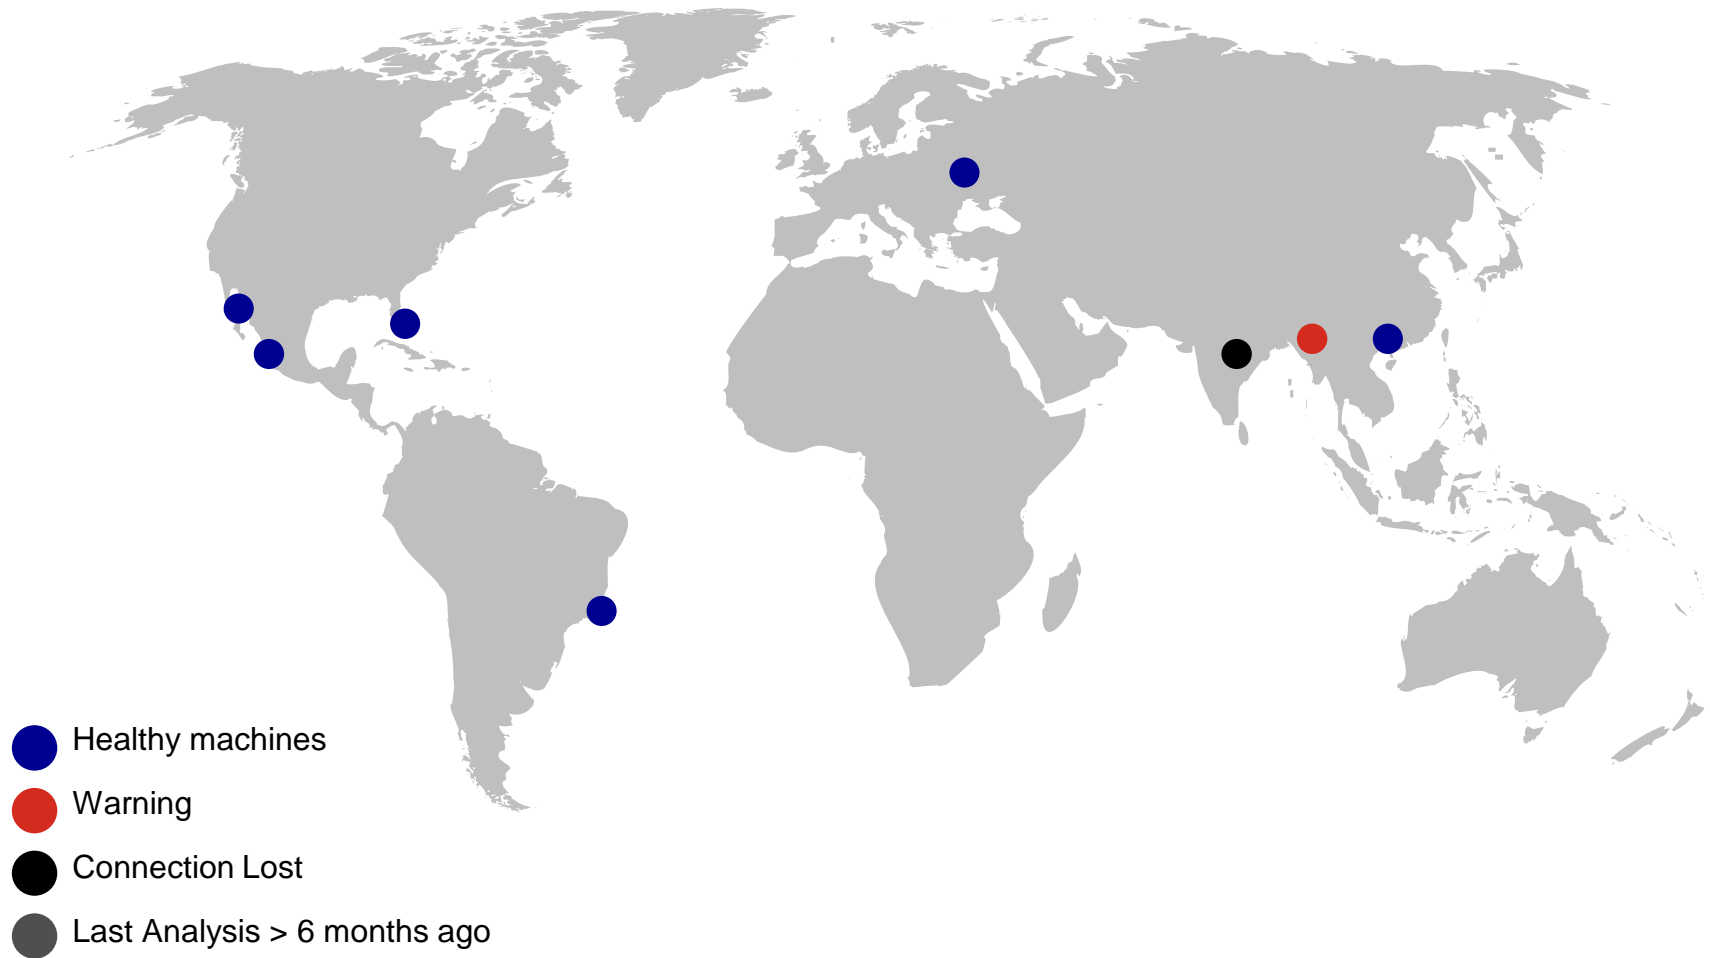 Healthy machines
Warning
Connection Lost
Last Analysis > 6 months ago